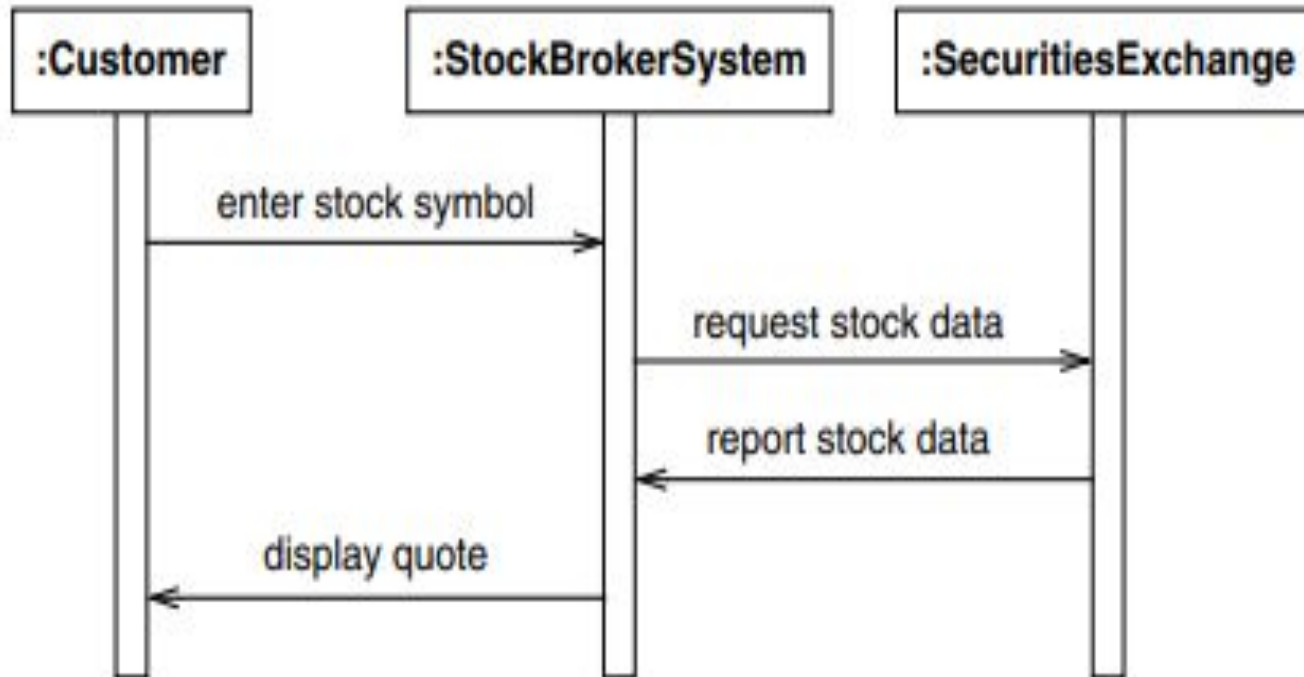 :Customer
:StockBrokerSystem
:SecuritiesExchange
enter stock symbol
request stock data
report stock data
display quote